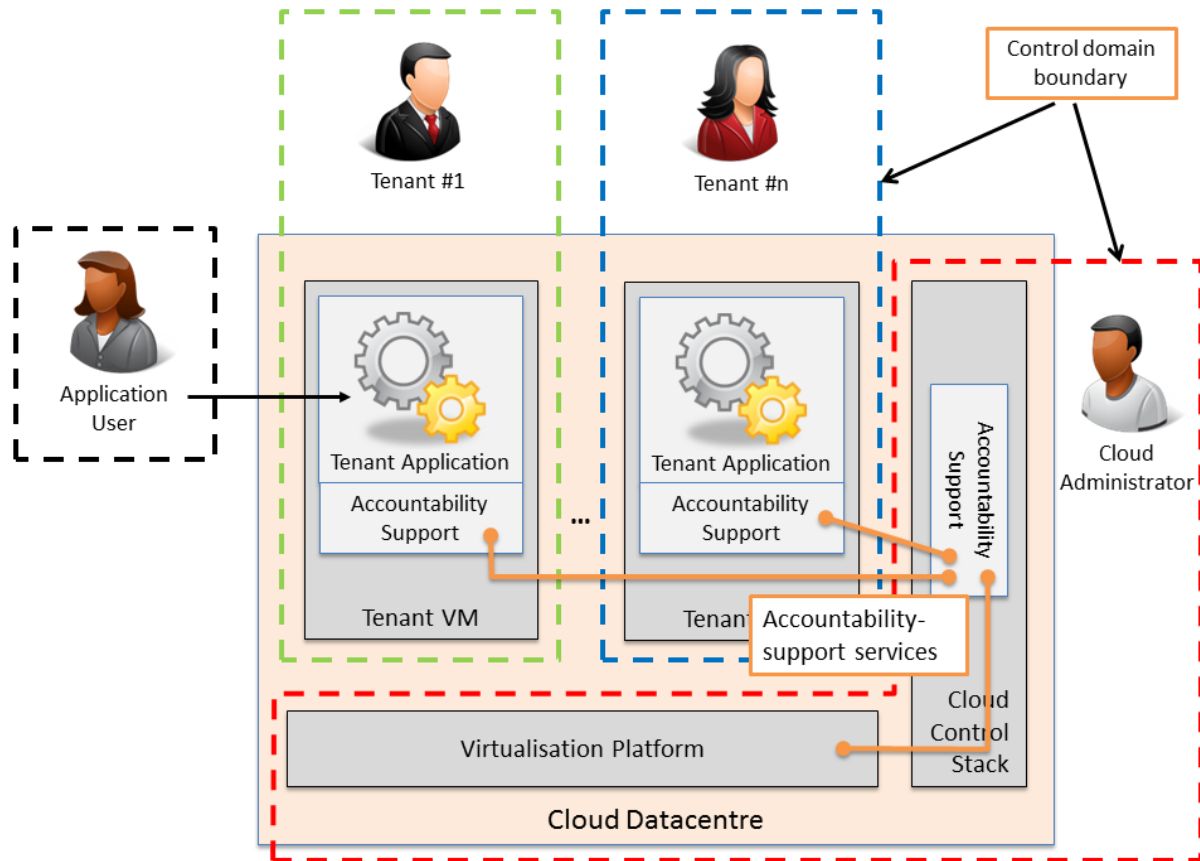 Control domain
boundary
Tenant #1
Tenant #n
Application
User
Tenant Application
Accountability
Support
...
Tenant VM
Tenant Application
Accountability
Support
Tenant
Accountability-
support services
Accountability
Support
Cloud
Administrator
Cloud
Control
Stack
Virtualisation Platform
Cloud Datacentre